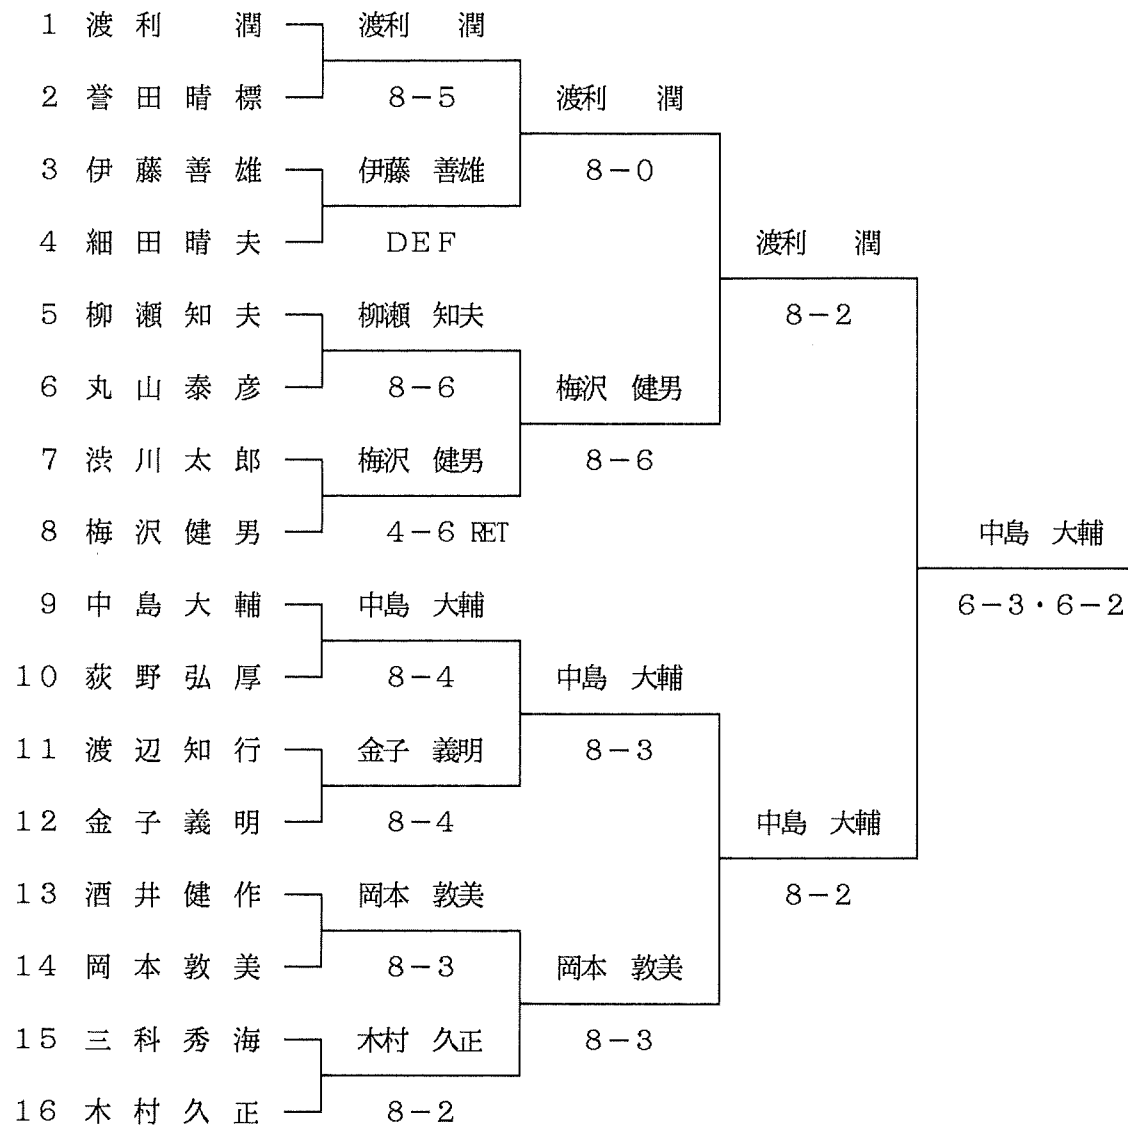 1 渡利 潤 渡利 潤
2 誉田晴標 8-5 渡利 潤
3 伊藤善雄 伊藤 善雄 8-0
4 細田晴夫 DEF 渡利 潤
5 柳瀬知夫 柳瀬 知夫 8-2
6 丸山泰彦 8-6 梅沢 健男
7 渋川太郎 梅沢 健男 8-6
8 梅沢健男 4-6 RET 中島 大輔
9 中島大輔 中島 大輔 6-3・6-2
10 荻野弘厚 8-4 中島 大輔
11 渡辺知行 金子 義明 8-3
12 金子義明 8-4 中島 大輔
13 酒井健作 岡本 敦美 8-2
14 岡本敦美 8-3 岡本 敦美
15 三科秀海 木村 久正 8-3
16 木村久正 8-2